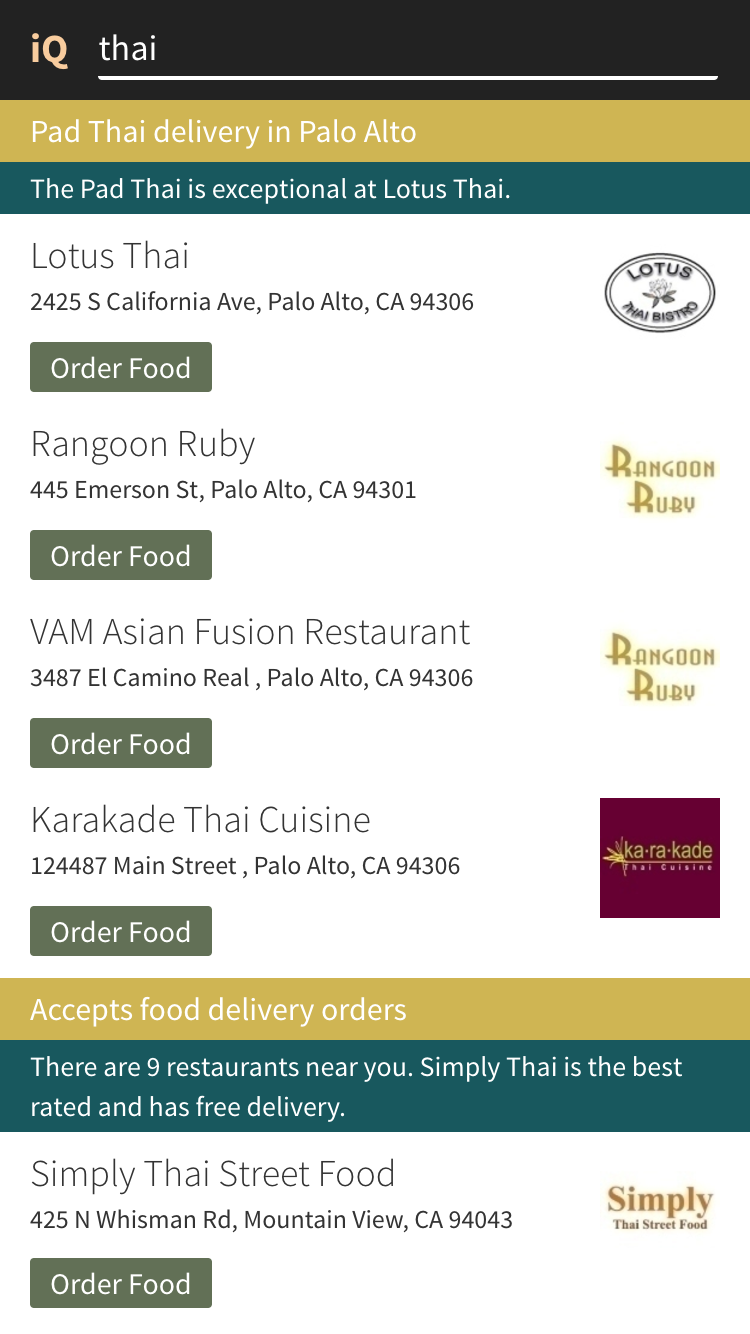 iQ thai
Pad Thai delivery in Palo Alto
The Pad Thai is exceptional at Lotus Thai.
Lotus Thai
2425 S California Ave, Palo Alto, CA 94306
LOTUS
THAI BISTRO
Order Food
Rangoon Ruby
445 Emerson St, Palo Alto, CA 94301
RANGOON
RUBY
Order Food
VAM Asian Fusion Restaurant
3487 El Camino Real , Palo Alto, CA 94306
RANGOON
RUBY
Order Food
Karakade Thai Cuisine
124487 Main Street , Palo Alto, CA 94306
ka·ra·kade
Thai Cuisine
Order Food
Accepts food delivery orders
There are 9 restaurants near you. Simply Thai is the best
rated and has free delivery.
Simply Thai Street Food
425 N Whisman Rd, Mountain View, CA 94043
Simply
Thai Street Food
Order Food